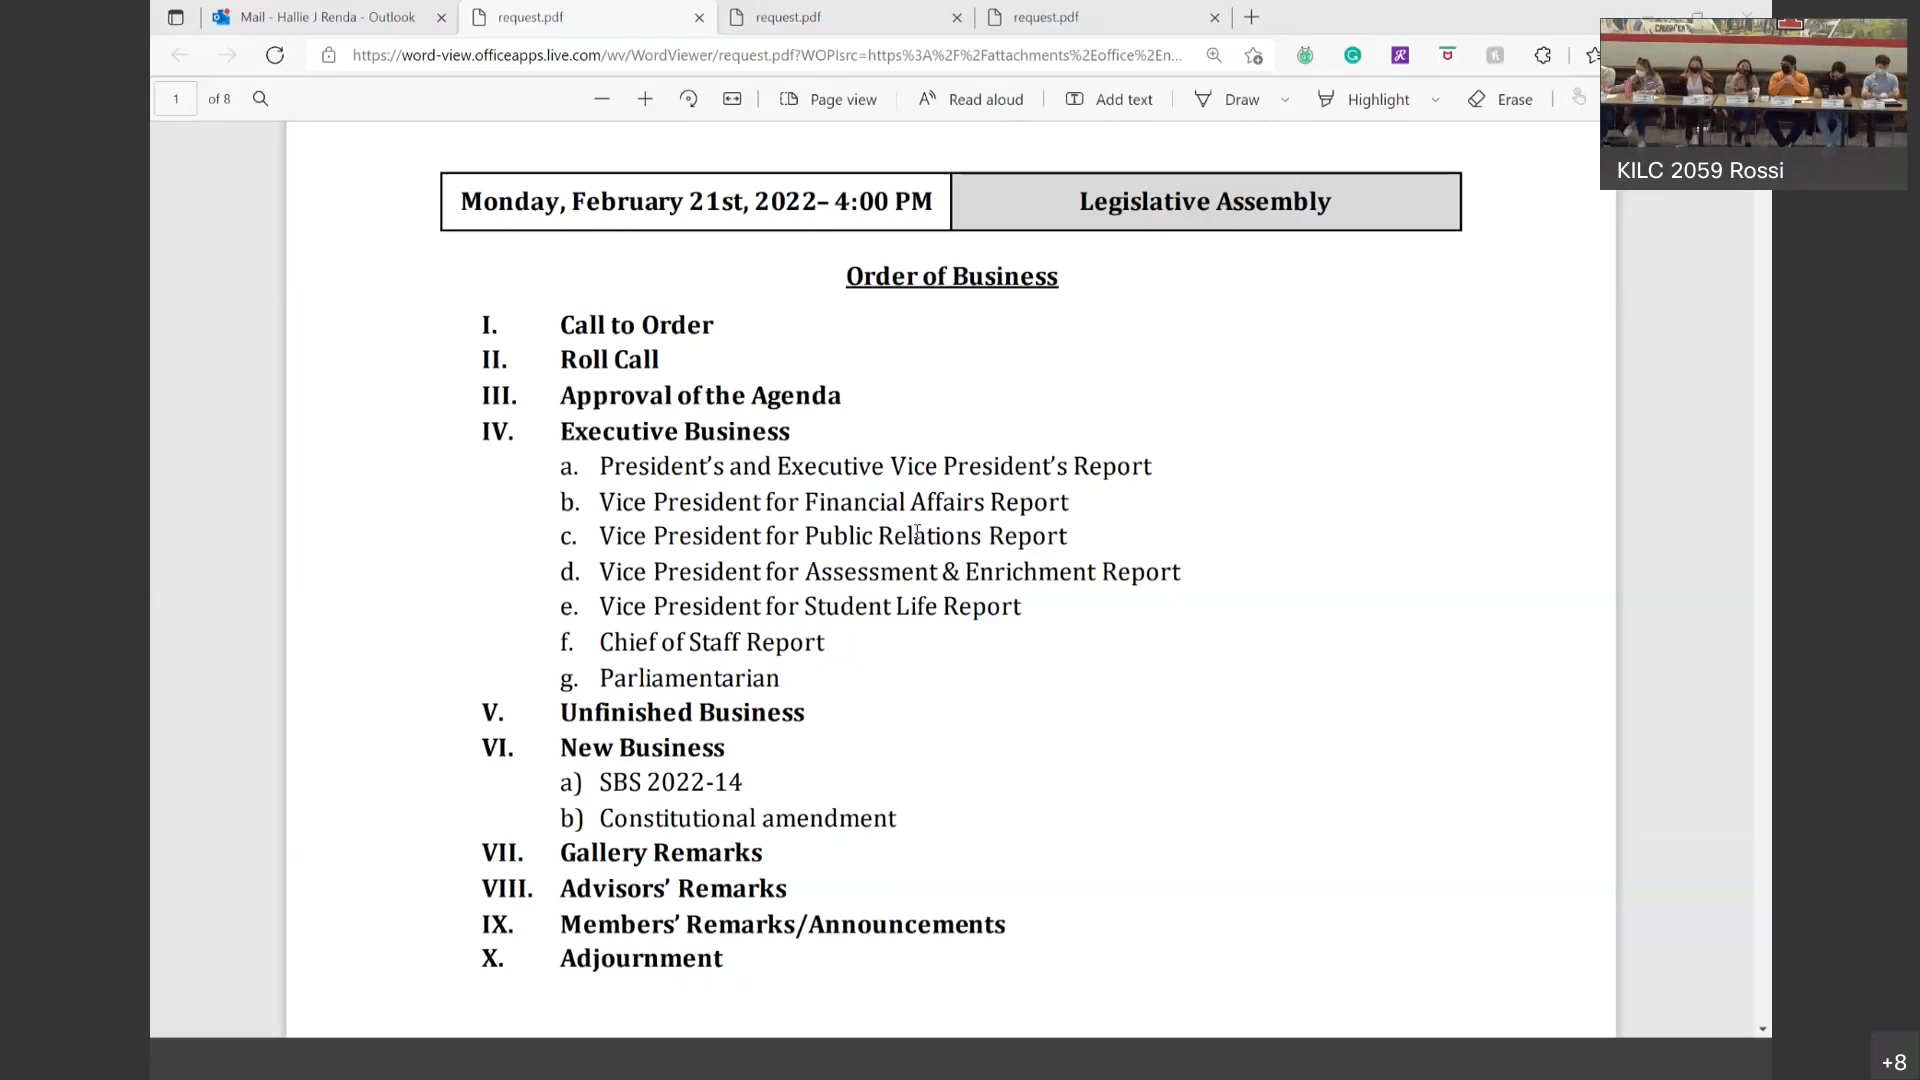 Mail - Hallie J Renda - Outlook
request.pdf
request.pdf
request.pdf
https://word-view.officeapps.live.com/wv/WordViewer/request.pdf?WOPIsrc=https%3A%2F%2Fattachments%2Eoffice%2En...
1 of 8
Page view
Read aloud
Add text
Draw
Highlight
Erase
KILC 2059 Rossi
Monday, February 21st, 2022– 4:00 PM
Legislative Assembly
Order of Business
I. Call to Order
II. Roll Call
III. Approval of the Agenda
IV. Executive Business
a. President’s and Executive Vice President’s Report
b. Vice President for Financial Affairs Report
c. Vice President for Public Relations Report
d. Vice President for Assessment & Enrichment Report
e. Vice President for Student Life Report
f. Chief of Staff Report
g. Parliamentarian
V. Unfinished Business
VI. New Business
a) SBS 2022-14
b) Constitutional amendment
VII. Gallery Remarks
VIII. Advisors’ Remarks
IX. Members’ Remarks/Announcements
X. Adjournment
+8